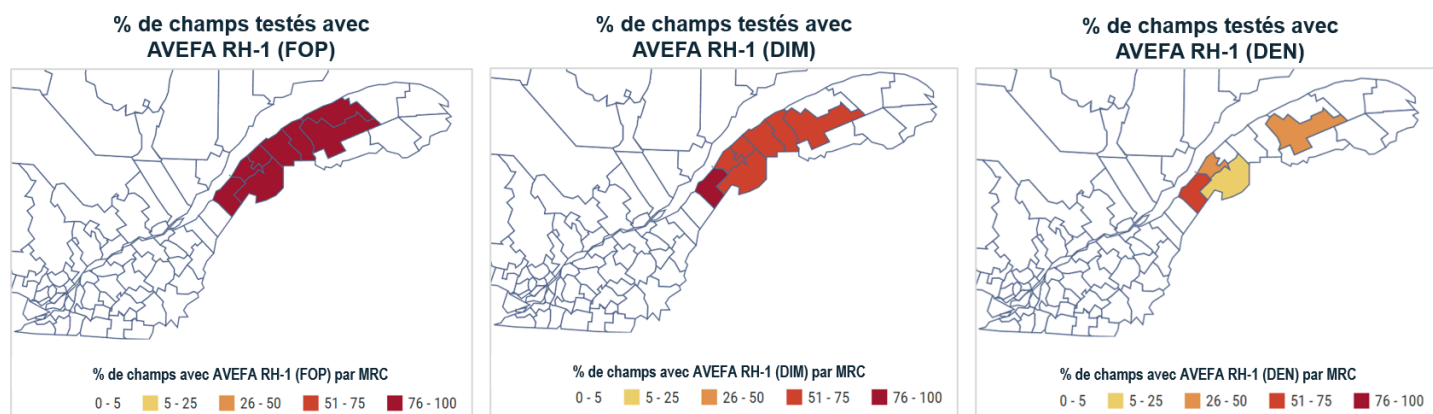 % de champs testés avec
AVEFA RH-1 (FOP)
% de champs avec AVEFA RH-1 (FOP) par MRC
0 - 5 5 - 25 26 - 50 51 - 75 76 - 100
% de champs testés avec
AVEFA RH-1 (DIM)
% de champs avec AVEFA RH-1 (DIM) par MRC
0 - 5 5 - 25 26 - 50 51 - 75 76 - 100
% de champs testés avec
AVEFA RH-1 (DEN)
% de champs avec AVEFA RH-1 (DEN) par MRC
0 - 5 5 - 25 26 - 50 51 - 75 76 - 100